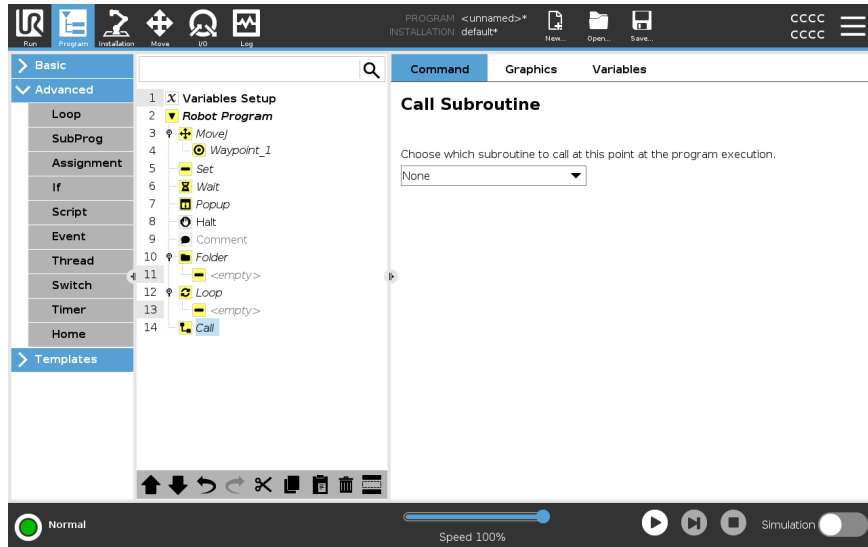 UR
Run
Program
Installation
Move
I/O
Log
PROGRAM <unnamed>*
INSTALLATION default*
New...
Open...
Save...
CCCC
CCCC
Basic
Advanced
Loop
SubProg
Assignment
If
Script
Event
Thread
Switch
Timer
Home
Templates
1 X Variables Setup
2 Robot Program
3 MoveJ
4 Waypoint_1
5 Set
6 Wait
7 Popup
8 Halt
9 Comment
10 Folder
11 <empty>
12 Loop
13 <empty>
14 Call
Command Graphics Variables
Call Subroutine
Choose which subroutine to call at this point at the program execution.
None
Normal
Speed 100%
Simulation